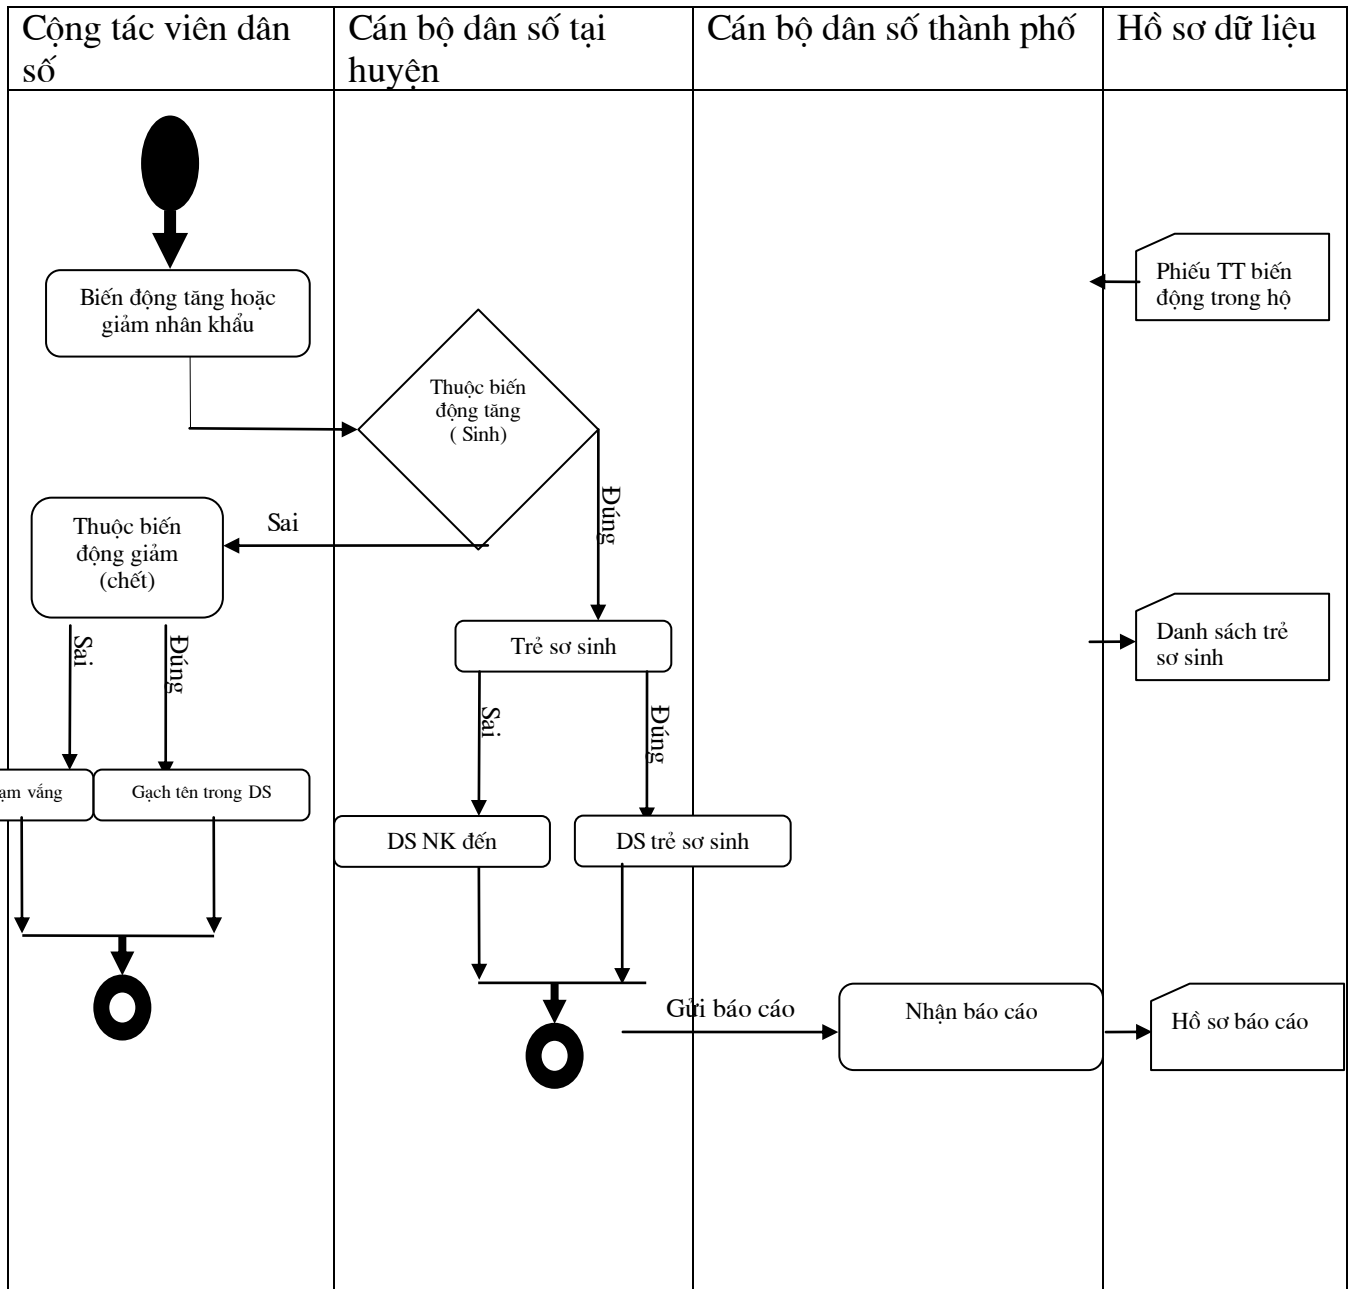 Cộng tác viên dân
số
Cán bộ dân số tại
huyện
Cán bộ dân số thành phố
Hồ sơ dữ liệu
Biến động tăng hoặc
giảm nhân khẩu
Phiếu TT biến
động trong hộ
Thuộc biến
động tăng
( Sinh)
Đúng
Sai
Thuộc biến
động giảm
(chết)
Sai
Đúng
Trẻ sơ sinh
Danh sách trẻ
sơ sinh
Sai
Đúng
vắng
Gạch tên trong DS
DS NK đến
DS trẻ sơ sinh
Gửi báo cáo
Nhận báo cáo
Hồ sơ báo cáo